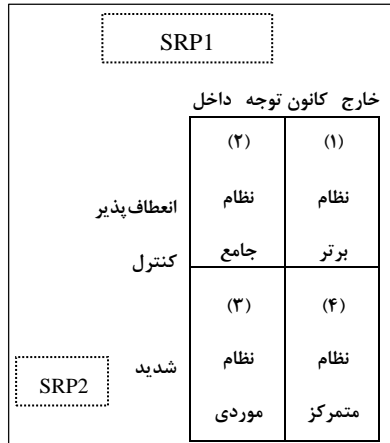 SRP1
خارج کانون توجه داخل
(۱) (۲)
نظام نظام انعطاف‌پذیر
برتر جامع کنترل
(۴) (۳)
نظام نظام شدید
متمرکز موردی
SRP2